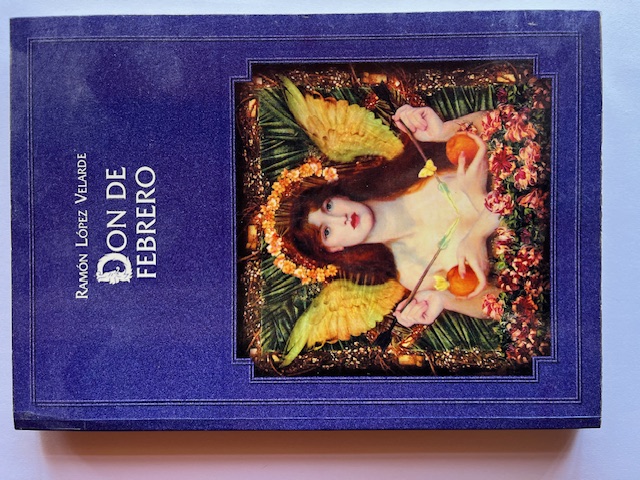 RAMÓN LÓPEZ VELARDE
DON DE
FEBRERO